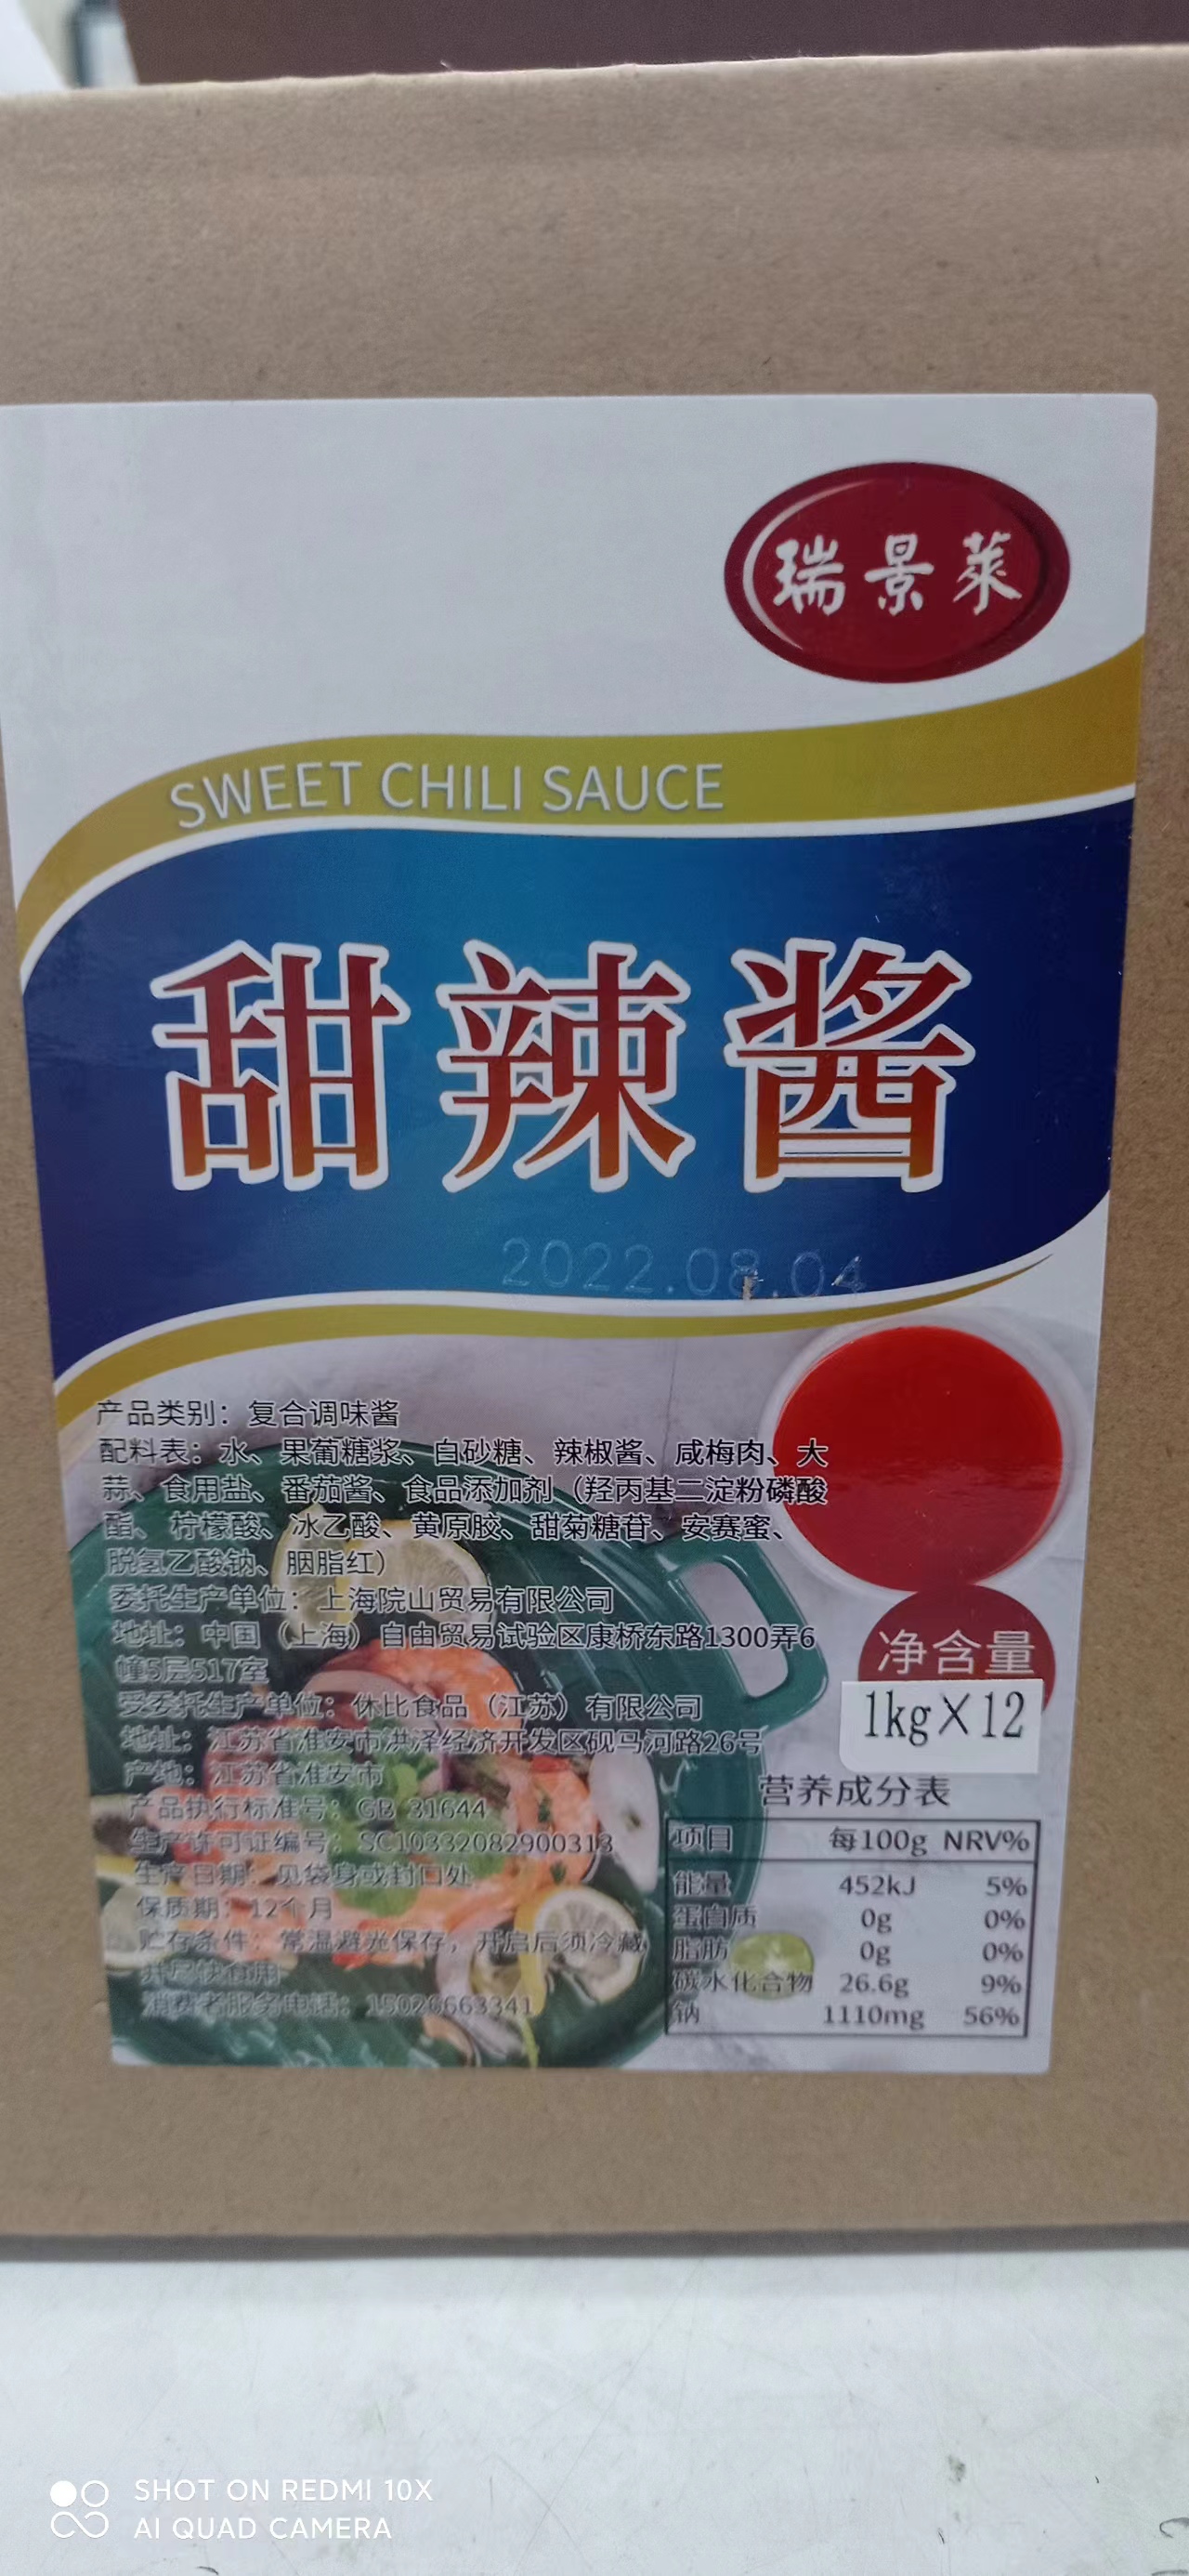 瑞景莱
SWEET CHILI SAUCE
甜辣酱
2022.08.04
产品类别：复合调味酱
配料表：水、果葡糖浆、白砂糖、辣椒酱、咸梅肉、大
蒜、食用盐、番茄酱、食品添加剂（羟丙基二淀粉磷酸
酯、柠檬酸、冰乙酸、黄原胶、甜菊糖苷、安赛蜜、
脱氢乙酸钠、胭脂红）
委托生产单位：上海院山贸易有限公司
地址：中国（上海）自由贸易试验区康桥东路1300弄6
幢5层517室
受委托生产单位：休比食品（江苏）有限公司
地址：江苏省淮安市洪泽经济开发区砚马河路26号
产地：江苏省淮安市
产品执行标准号：GB 31644
生产许可证编号：SC10332082900313
生产日期：见袋身或封口处
保质期：12个月
贮存条件：常温避光保存，开启后须冷藏
并尽快食用
消费者服务电话：15026663341
净含量
1kg×12
营养成分表
项目 每100g NRV%
能量 452kJ 5%
蛋白质 0g 0%
脂肪 0g 0%
碳水化合物 26.6g 9%
钠 1110mg 56%
SHOT ON REDMI 10X
AI QUAD CAMERA